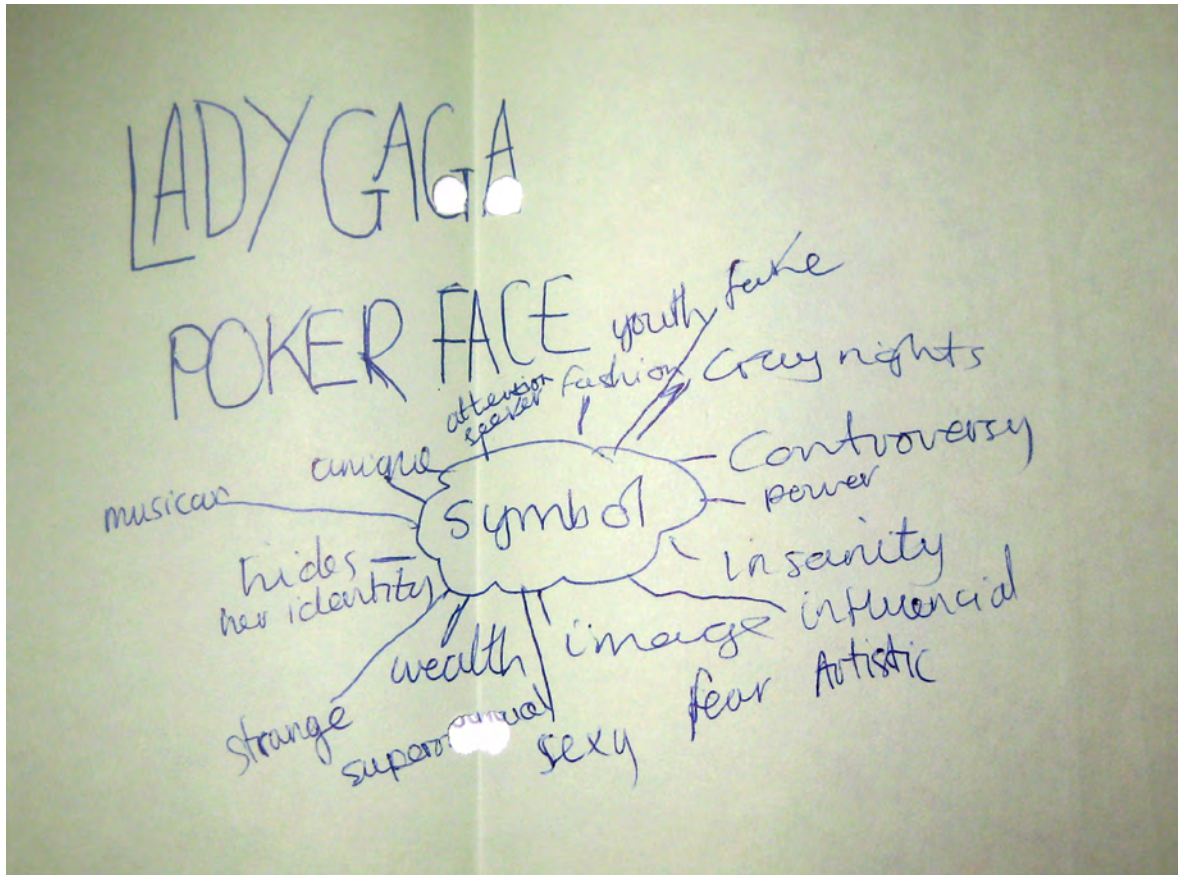 LADY GAGA
POKER FACE
youth fake
attention
seeker fashion crazy nights
unique
Controversy
power
musican
symbol
hides
her identity
insanity
influencial
wealth
image
Artistic
fear
strange
sexy